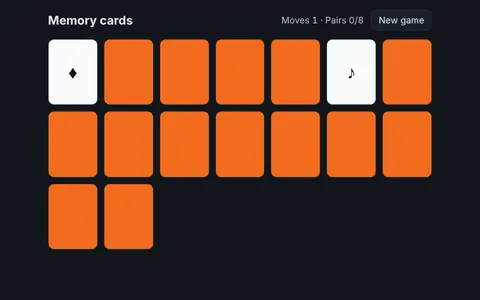 Memory cards
Moves 1 · Pairs 0/8
New game
♦
♪